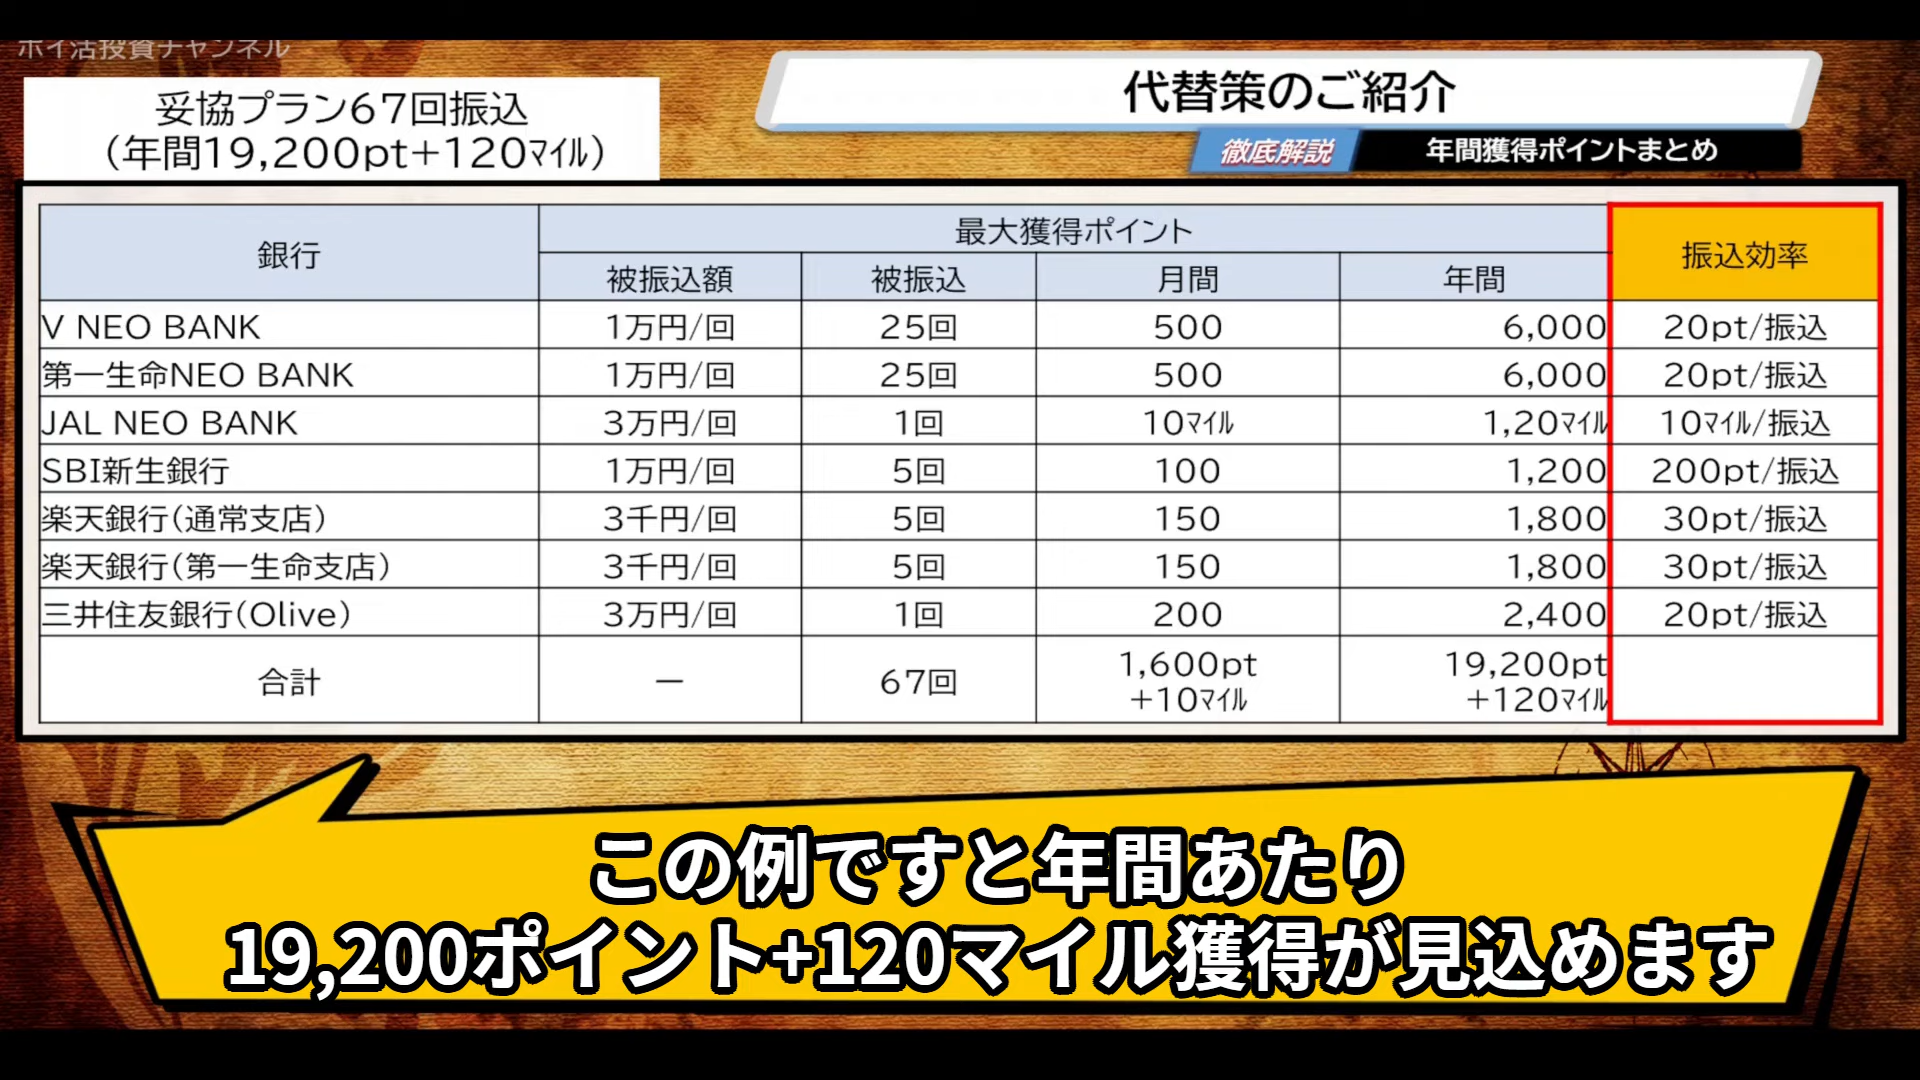 ポイ活投資チャンネル
妥協プラン67回振込
(年間19,200pt+120ﾏｲﾙ)
代替策のご紹介
徹底解説 年間獲得ポイントまとめ
銀行 最大獲得ポイント 振込効率
被振込額 被振込 月間 年間
V NEO BANK 1万円/回 25回 500 6,000 20pt/振込
第一生命NEO BANK 1万円/回 25回 500 6,000 20pt/振込
JAL NEO BANK 3万円/回 1回 10ﾏｲﾙ 1,20ﾏｲﾙ 10ﾏｲﾙ/振込
SBI新生銀行 1万円/回 5回 100 1,200 200pt/振込
楽天銀行(通常支店) 3千円/回 5回 150 1,800 30pt/振込
楽天銀行(第一生命支店) 3千円/回 5回 150 1,800 30pt/振込
三井住友銀行(Olive) 3万円/回 1回 200 2,400 20pt/振込
合計 ー 67回 1,600pt 19,200pt
+10ﾏｲﾙ +120ﾏｲﾙ
この例ですと年間あたり
19,200ポイント+120マイル獲得が見込めます